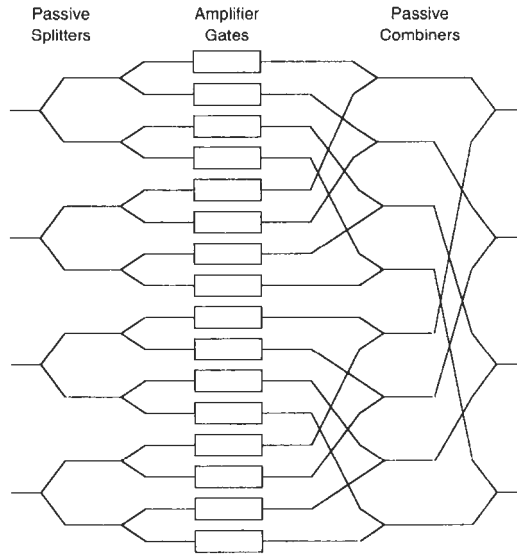 Passive
Splitters
Amplifier
Gates
Passive
Combiners